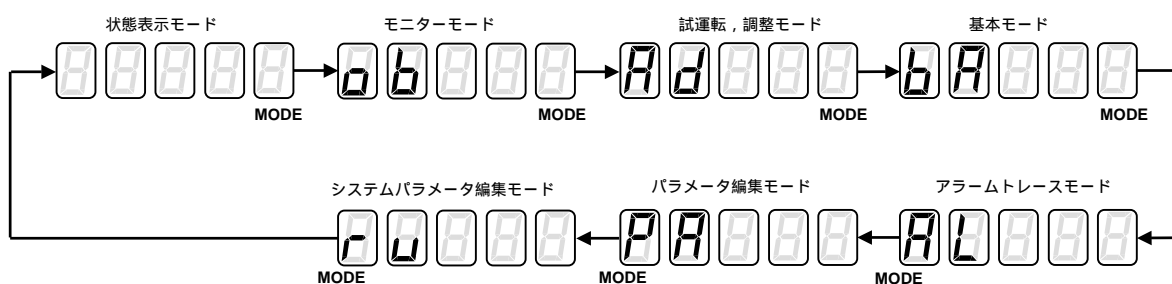 状態表示モード モニターモード 試運転，調整モード 基本モード
ob Ad bA
MODE MODE MODE MODE
システムパラメータ編集モード パラメータ編集モード アラームトレースモード
ru PA AL
MODE MODE MODE